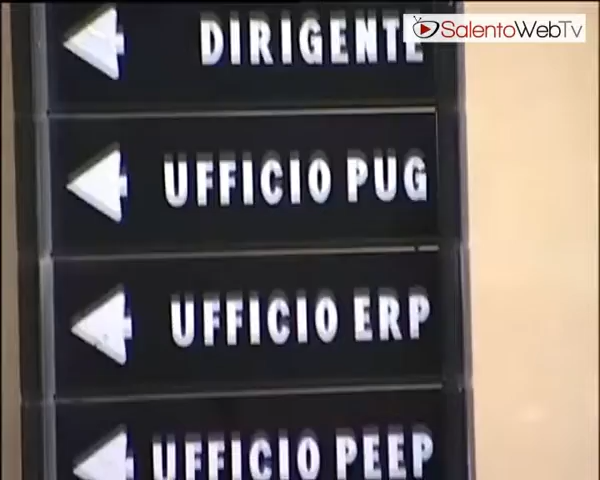 SalentoWebTv
DIRIGENTE
UFFICIO PUG
UFFICIO ERP
UFFICIO PEEP